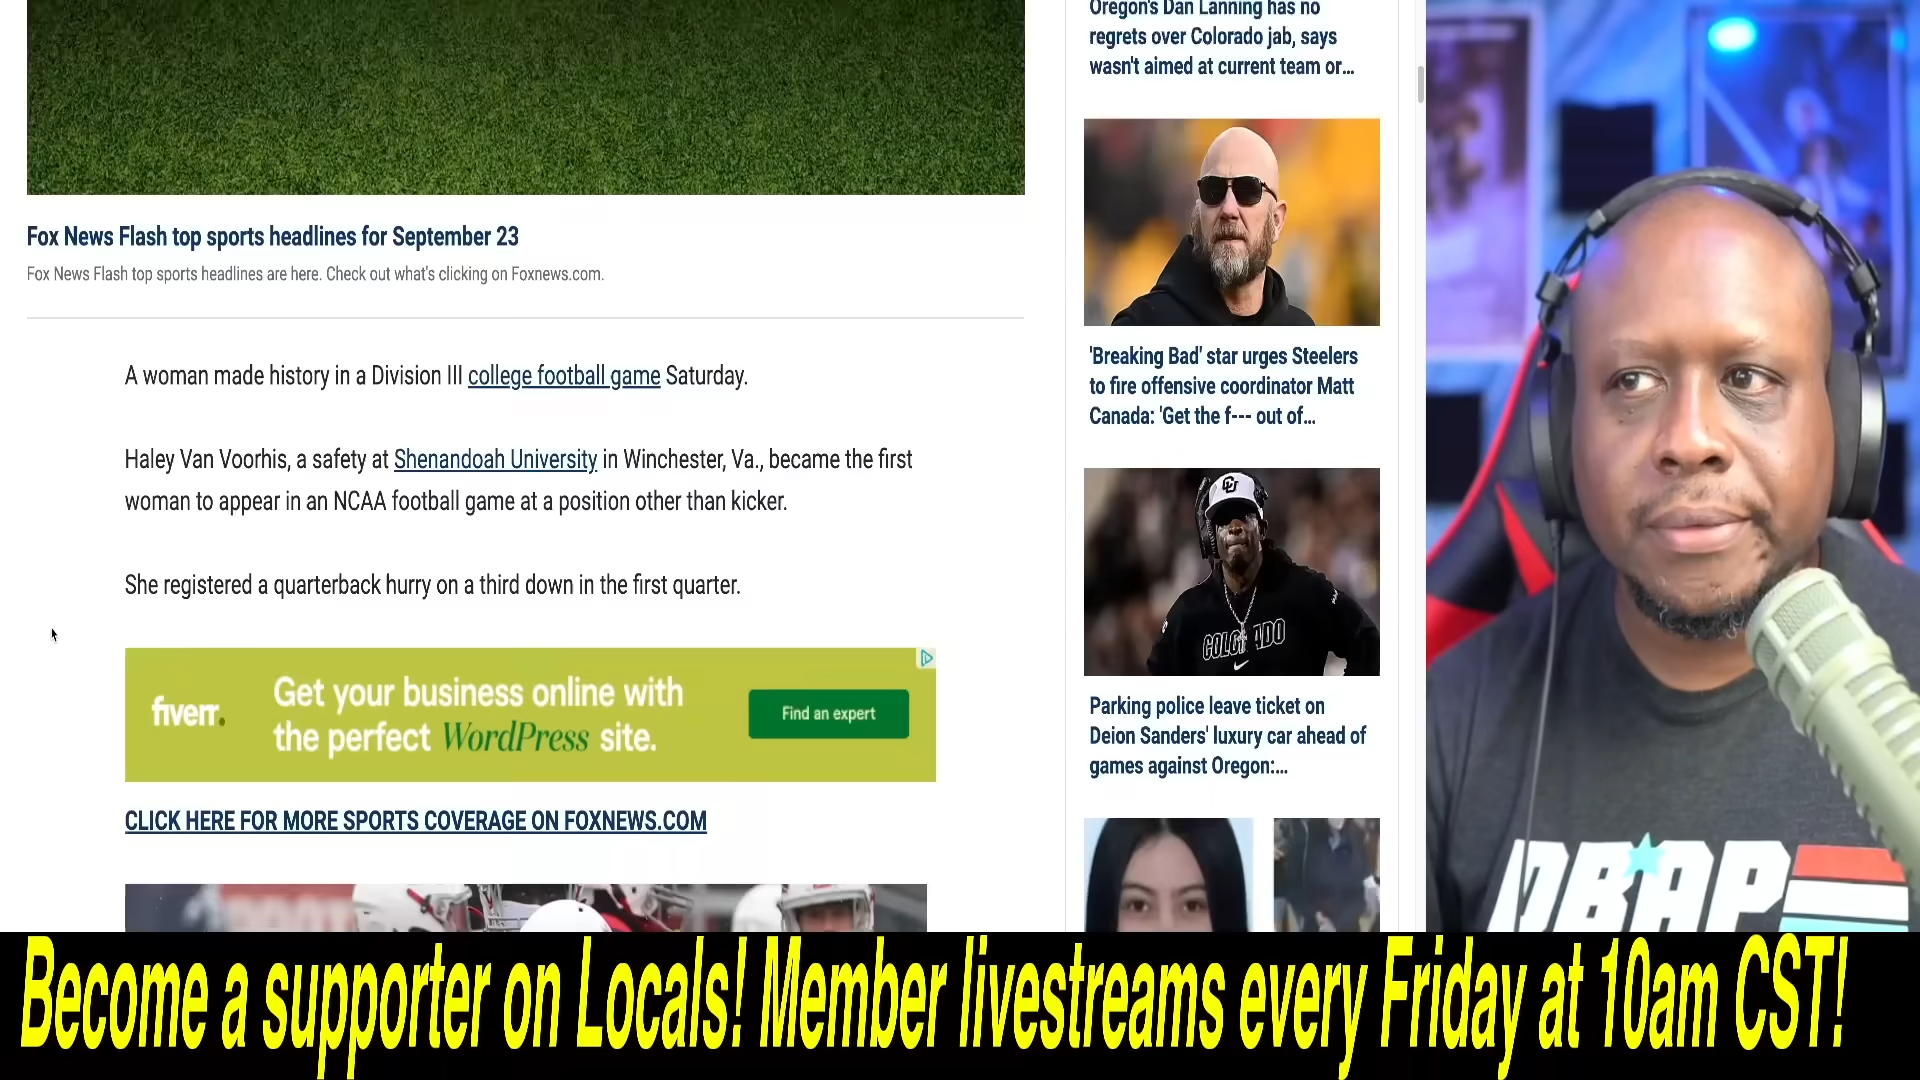 Fox News Flash top sports headlines for September 23
Fox News Flash top sports headlines are here. Check out what's clicking on Foxnews.com.
A woman made history in a Division III college football game Saturday.
Haley Van Voorhis, a safety at Shenandoah University in Winchester, Va., became the first
woman to appear in an NCAA football game at a position other than kicker.
She registered a quarterback hurry on a third down in the first quarter.
fiverr.
Get your business online with
the perfect WordPress site.
Find an expert
CLICK HERE FOR MORE SPORTS COVERAGE ON FOXNEWS.COM
Oregon's Dan Lanning has no
regrets over Colorado jab, says
wasn't aimed at current team or...
'Breaking Bad' star urges Steelers
to fire offensive coordinator Matt
Canada: 'Get the f--- out of...
CU
COLORADO
Parking police leave ticket on
Deion Sanders' luxury car ahead of
games against Oregon:...
DBAP
Become a supporter on Locals! Member livestreams every Friday at 10am CST!